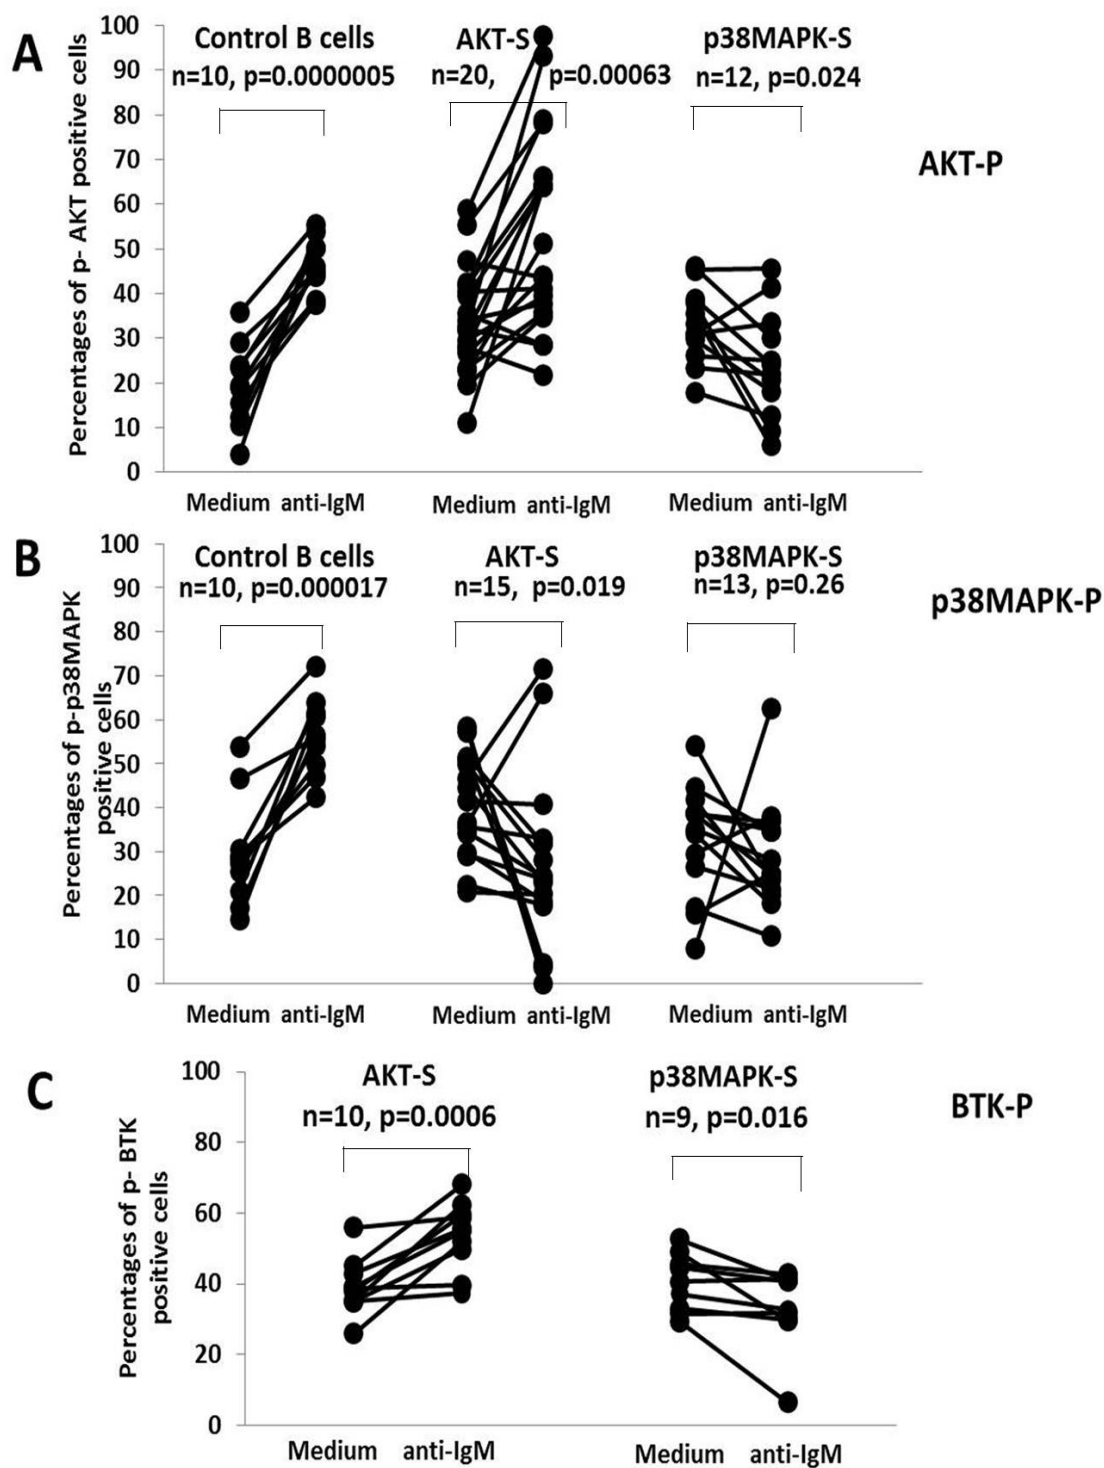 A
Control B cells
n=10, p=0.0000005
AKT-S
n=20, p=0.00063
p38MAPK-S
n=12, p=0.024
AKT-P
Percentages of p- AKT positive cells
100
90
80
70
60
50
40
30
20
10
0
Medium anti-IgM
Medium anti-IgM
Medium anti-IgM
B
Control B cells
n=10, p=0.000017
AKT-S
n=15, p=0.019
p38MAPK-S
n=13, p=0.26
p38MAPK-P
Percentages of p-p38MAPK
positive cells
100
90
80
70
60
50
40
30
20
10
0
Medium anti-IgM
Medium anti-IgM
Medium anti-IgM
C
AKT-S
n=10, p=0.0006
p38MAPK-S
n=9, p=0.016
BTK-P
Percentages of p- BTK
positive cells
100
80
60
40
20
0
Medium anti-IgM
Medium anti-IgM